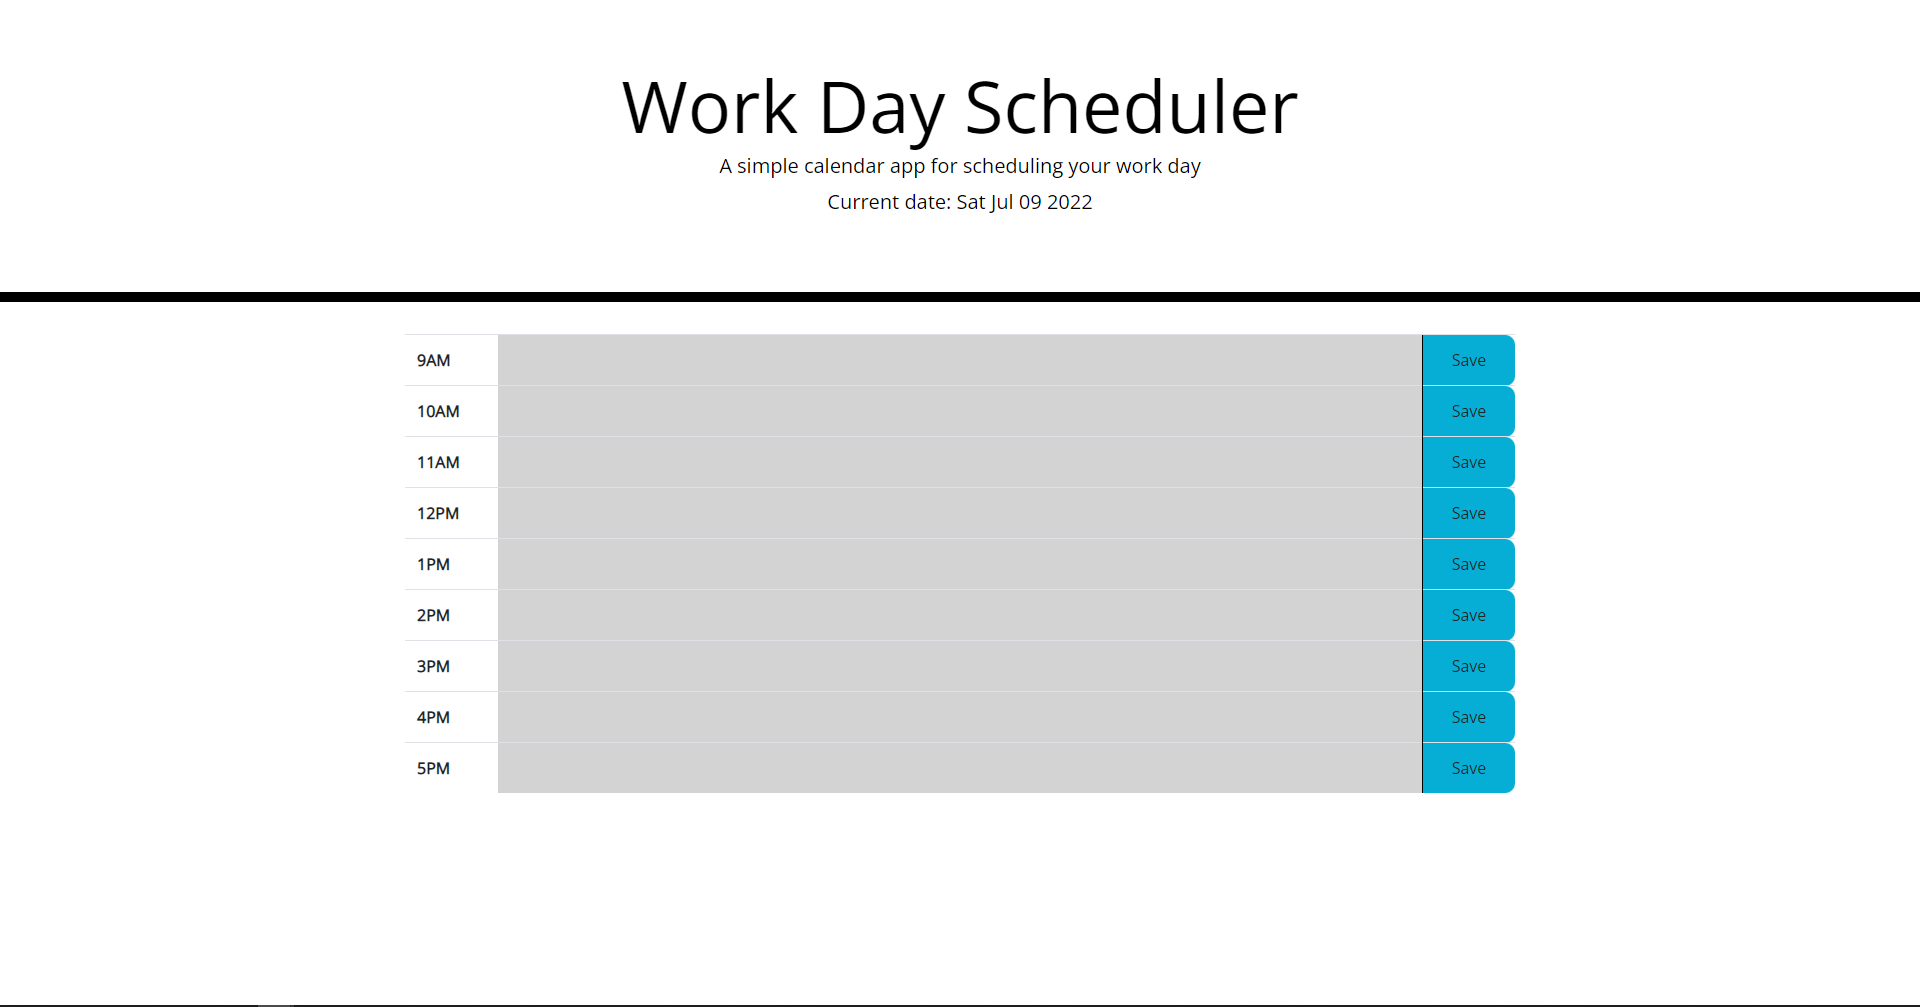 Work Day Scheduler
A simple calendar app for scheduling your work day
Current date: Sat Jul 09 2022
9AM Save
10AM Save
11AM Save
12PM Save
1PM Save
2PM Save
3PM Save
4PM Save
5PM Save